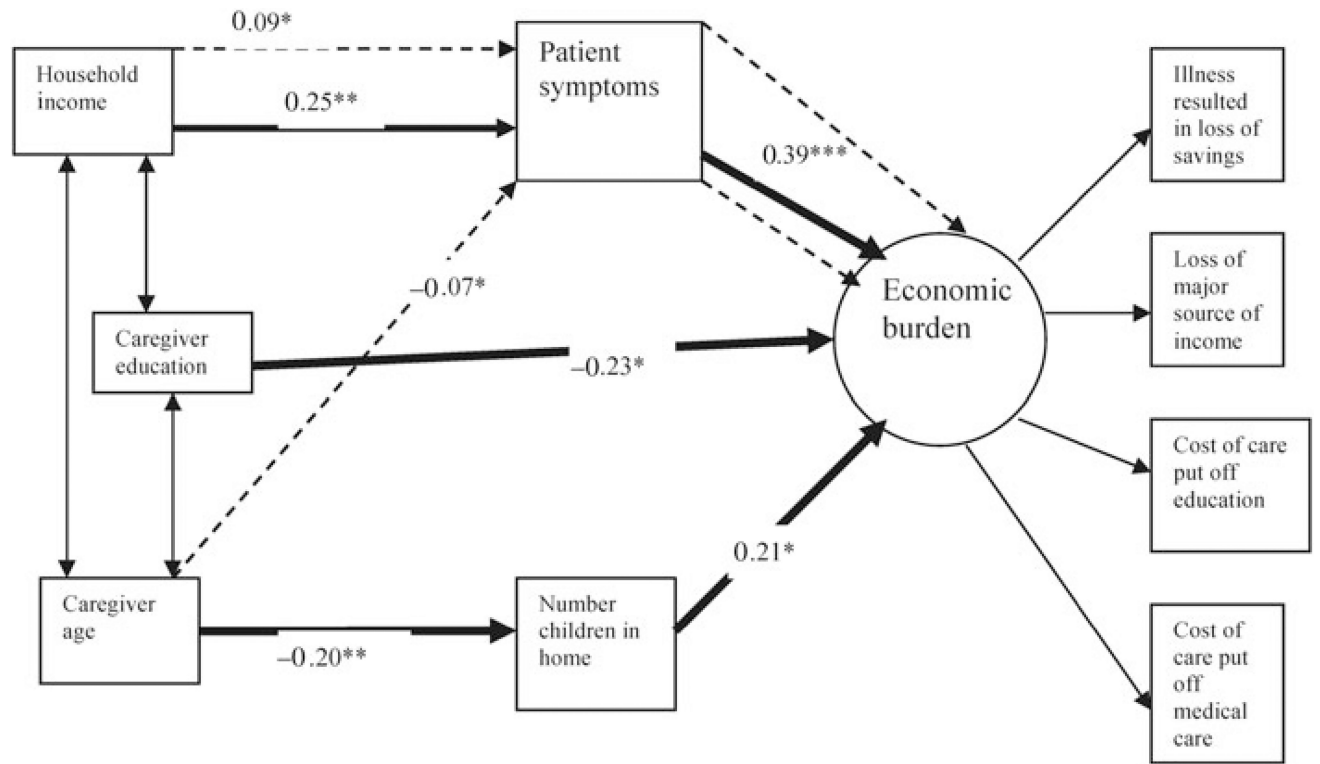 0.09*
Household
income
0.25**
Patient
symptoms
0.39***
Illness
resulted
in loss of
savings
–0.07*
Caregiver
education
–0.23*
Economic
burden
Loss of
major
source of
income
Cost of care
put off
education
Caregiver
age
–0.20**
Number
children in
home
0.21*
Cost of
care put
off
medical
care